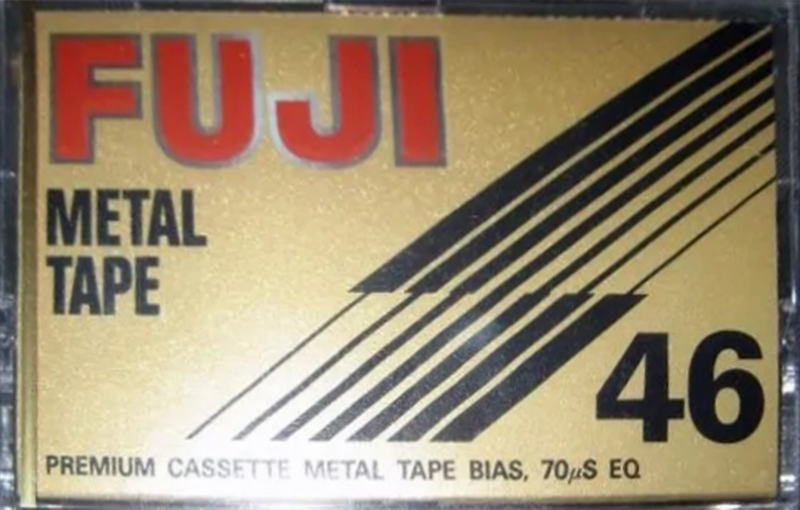 FUJI
METAL
TAPE
46
PREMIUM CASSETTE METAL TAPE BIAS, 70μS EQ